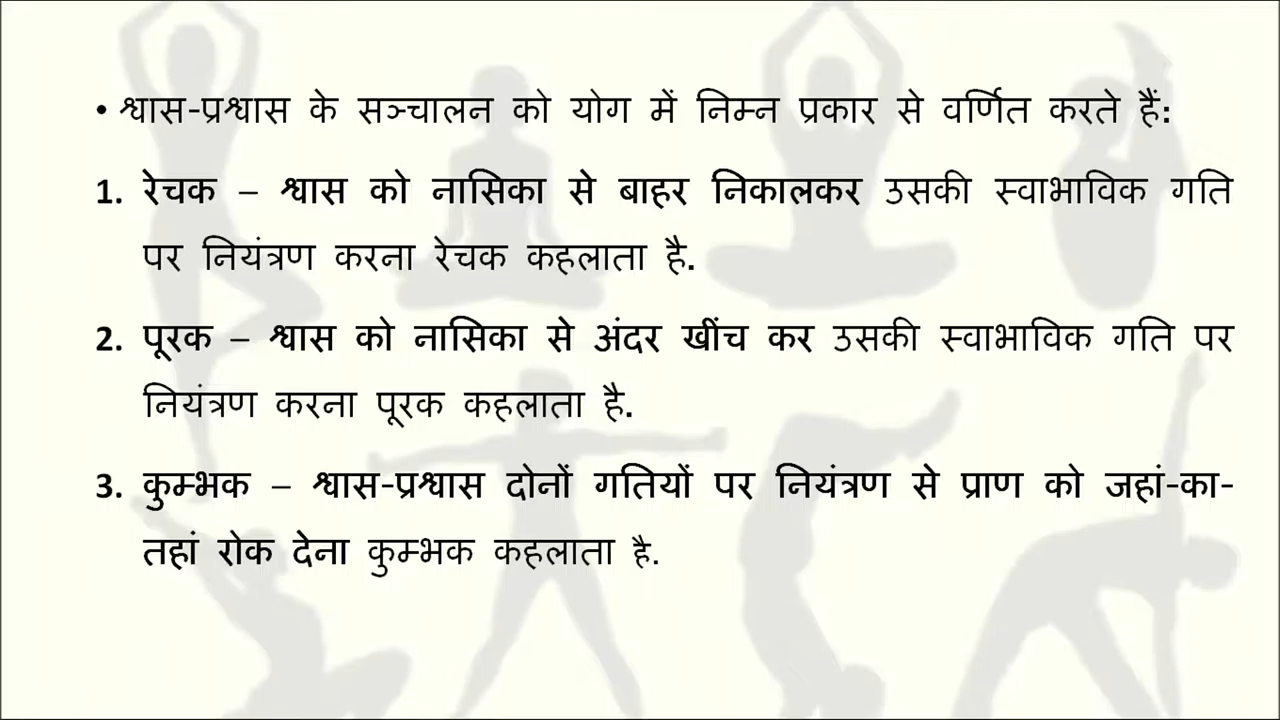 • श्वास-प्रश्वास के सञ्चालन को योग में निम्न प्रकार से वर्णित करते हैं:
1. रेचक – श्वास को नासिका से बाहर निकालकर उसकी स्वाभाविक गति
पर नियंत्रण करना रेचक कहलाता है.
2. पूरक – श्वास को नासिका से अंदर खींच कर उसकी स्वाभाविक गति पर
नियंत्रण करना पूरक कहलाता है.
3. कुम्भक – श्वास-प्रश्वास दोनों गतियों पर नियंत्रण से प्राण को जहां-का-
तहां रोक देना कुम्भक कहलाता है.